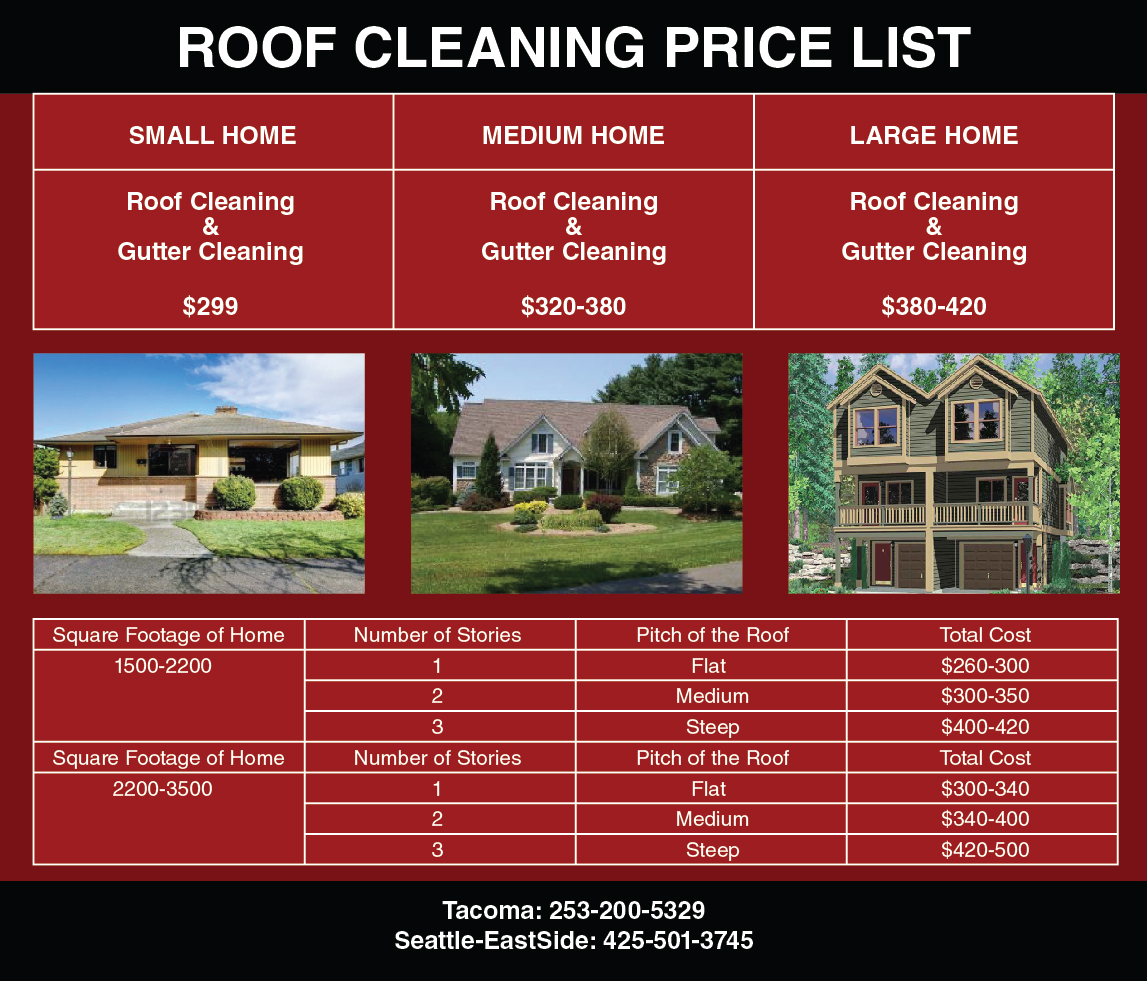 ROOF CLEANING PRICE LIST
SMALL HOME
MEDIUM HOME
LARGE HOME
Roof Cleaning
&
Gutter Cleaning
$299
Roof Cleaning
&
Gutter Cleaning
$320-380
Roof Cleaning
&
Gutter Cleaning
$380-420
Square Footage of Home Number of Stories Pitch of the Roof Total Cost
1500-2200 1 Flat $260-300
2 Medium $300-350
3 Steep $400-420
Square Footage of Home Number of Stories Pitch of the Roof Total Cost
2200-3500 1 Flat $300-340
2 Medium $340-400
3 Steep $420-500
Tacoma: 253-200-5329
Seattle-EastSide: 425-501-3745